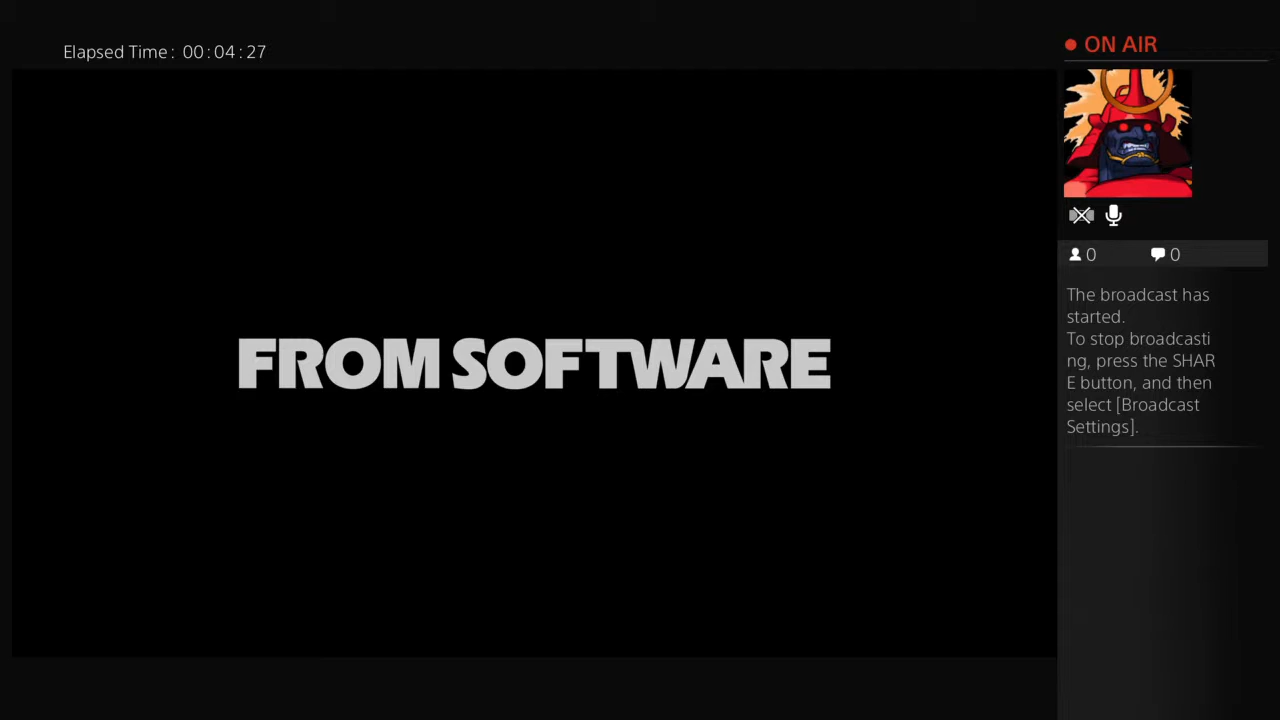 Elapsed Time: 00:04:27
ON AIR
FROM SOFTWARE
0 0
The broadcast has
started.
To stop broadcasti
ng, press the SHAR
E button, and then
select [Broadcast
Settings].